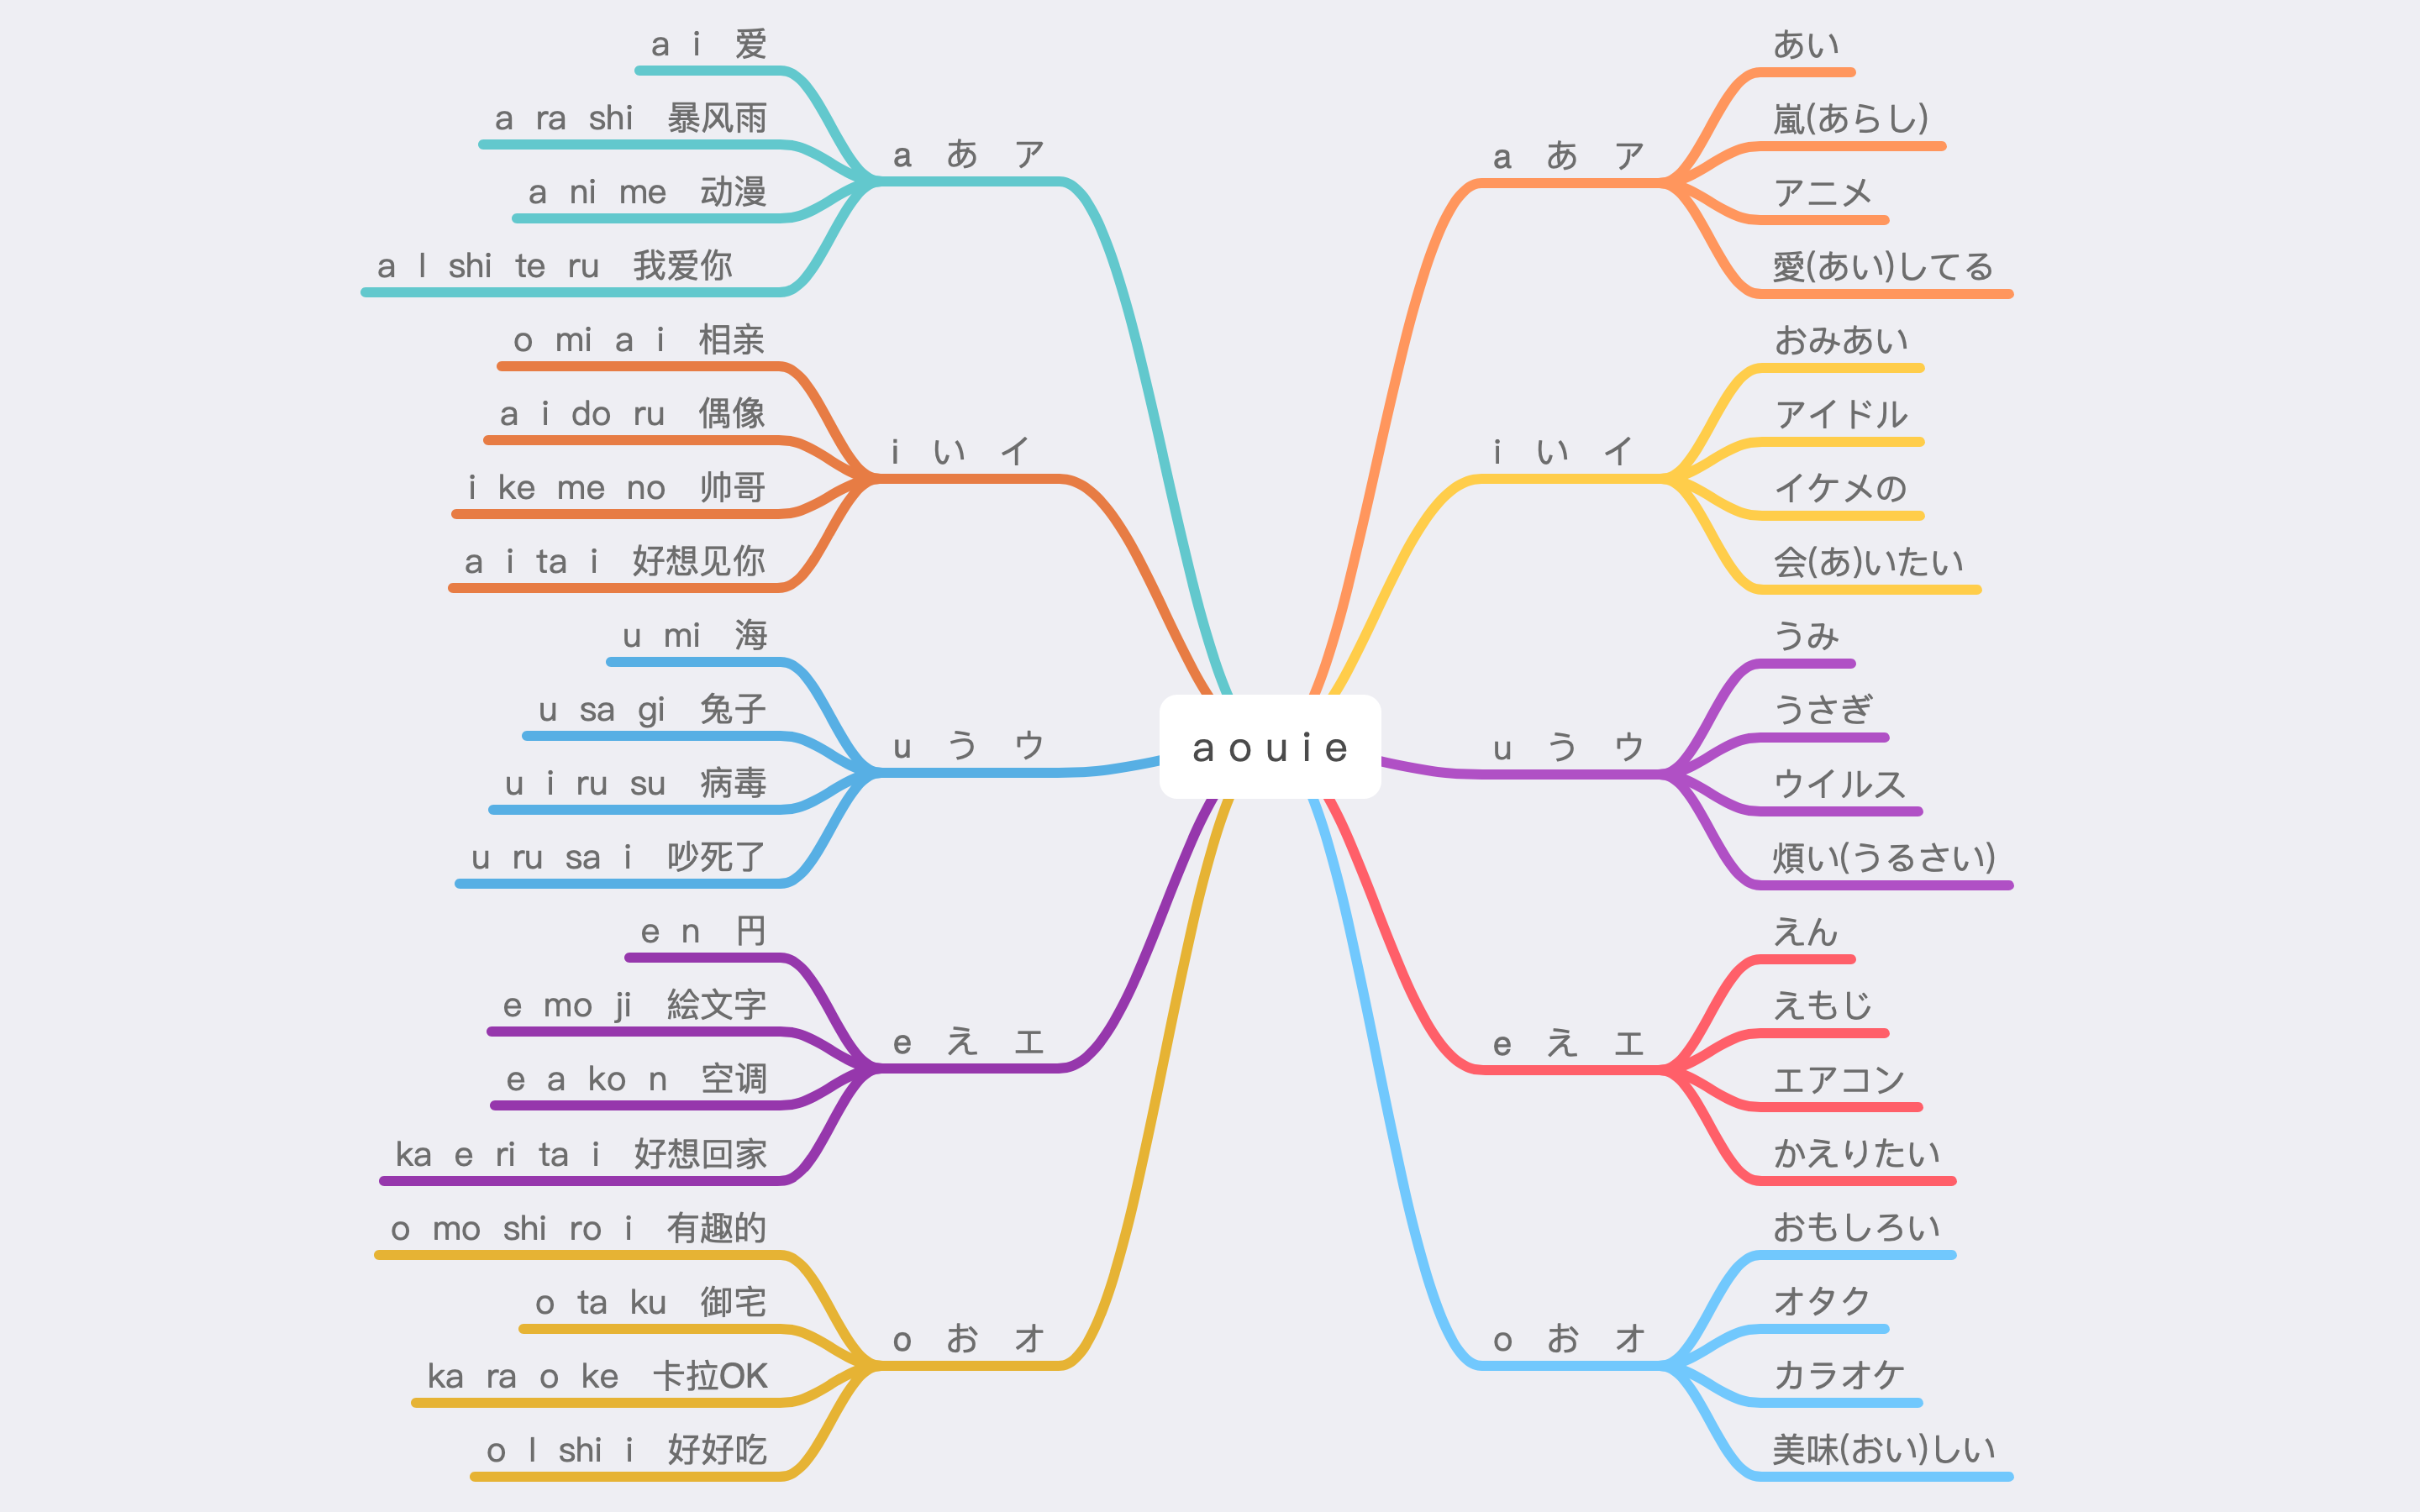 a i 爱
a ra shi 暴风雨
a ni me 动漫
a l shi te ru 我爱你
a あ ア
o mi a i 相亲
a i do ru 偶像
i ke me no 帅哥
a i ta i 好想见你
i い イ
u mi 海
u sa gi 兔子
u i ru su 病毒
u ru sa i 吵死了
u う ウ
e n 円
e mo ji 絵文字
e a ko n 空调
ka e ri ta i 好想回家
e え エ
o mo shi ro i 有趣的
o ta ku 御宅
ka ra o ke 卡拉OK
o l shi i 好好吃
o お オ
a o u i e
a あ ア
あい
嵐(あらし)
アニメ
愛(あい)してる
i い イ
おみあい
アイドル
イケメの
会(あ)いたい
u う ウ
うみ
うさぎ
ウイルス
煩い(うるさい)
e え エ
えん
えもじ
エアコン
かえりたい
o お オ
おもしろい
オタク
カラオケ
美味(おい)しい